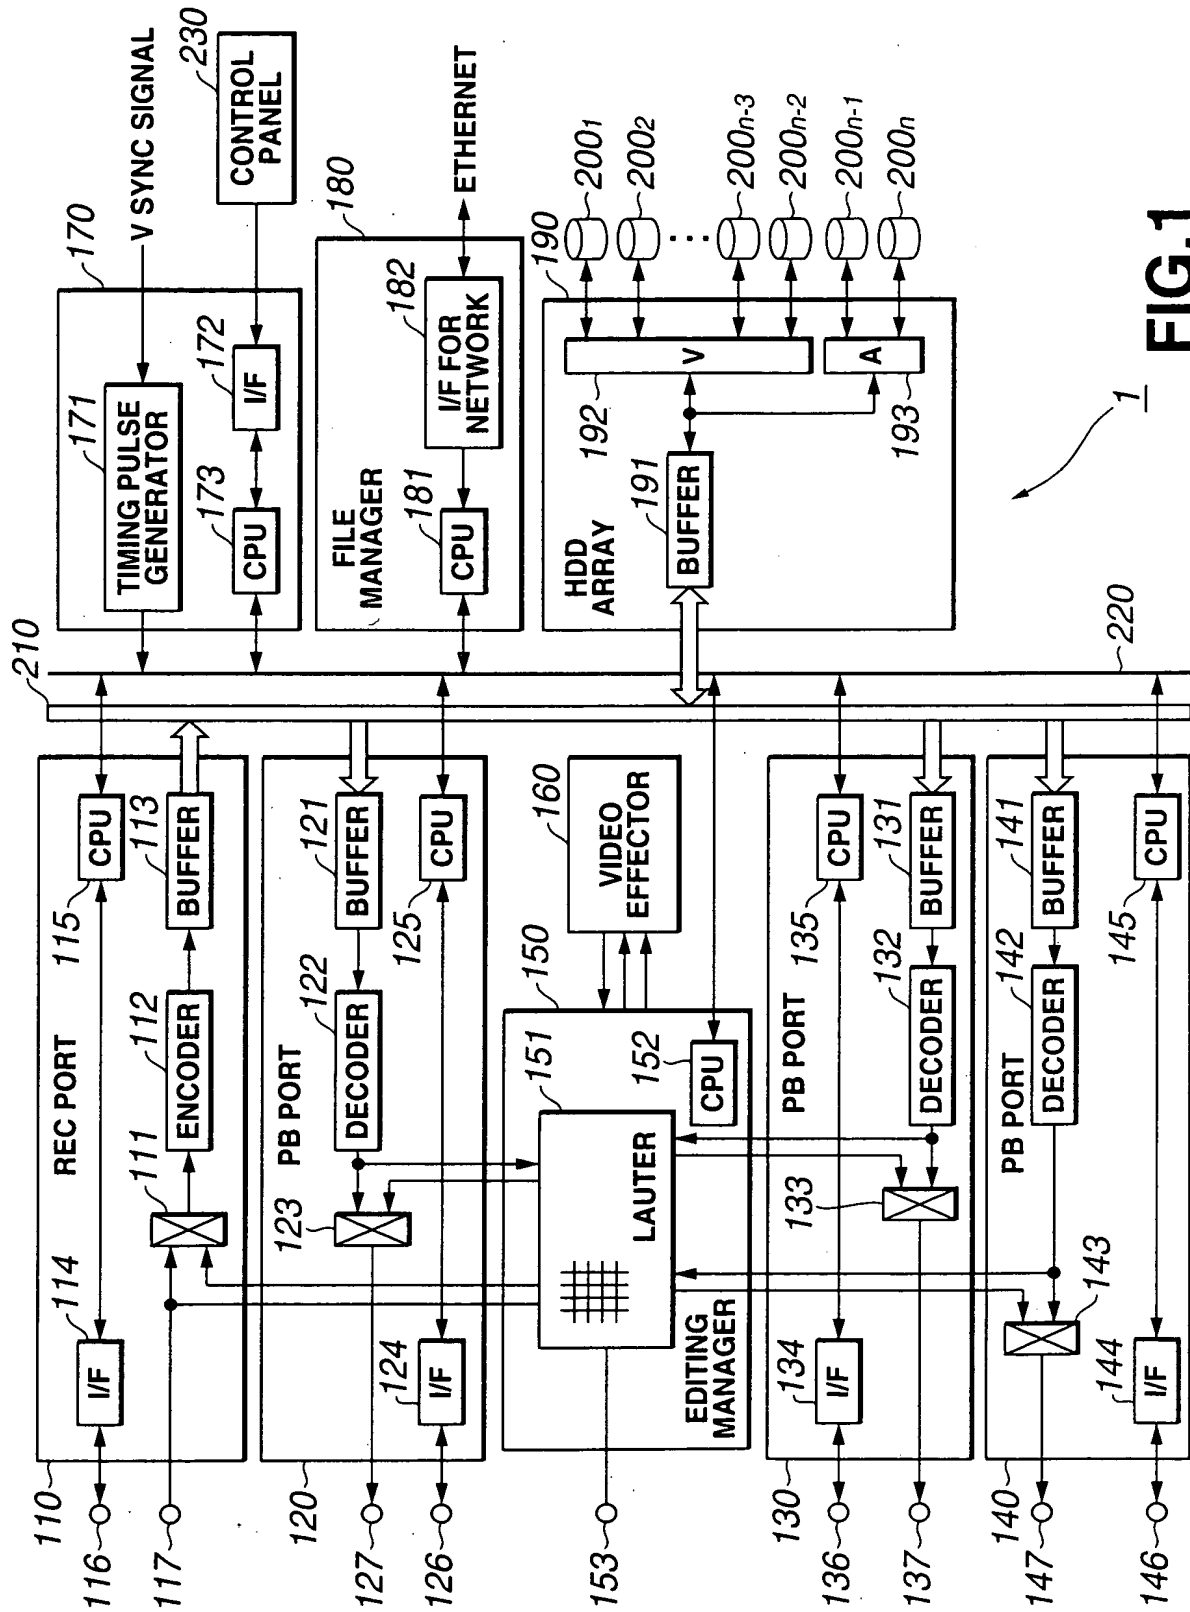 110
REC PORT
116
I/F
114
115
CPU
117
111
ENCODER
112
BUFFER
113
210
120
PB PORT
127
123
DECODER
122
BUFFER
121
126
I/F
124
125
CPU
153
EDITING
MANAGER
150
LAUTER
151
CPU
152
VIDEO
EFFECTOR
160
130
PB PORT
136
I/F
134
135
CPU
137
133
DECODER
132
BUFFER
131
140
PB PORT
147
143
DECODER
142
BUFFER
141
146
I/F
144
145
CPU
220
170
TIMING PULSE
GENERATOR
171
V SYNC SIGNAL
CPU
173
I/F
172
CONTROL
PANEL
230
FILE
MANAGER
180
CPU
181
I/F FOR
NETWORK
182
ETHERNET
HDD
ARRAY
190
BUFFER
191
V
192
A
193
2001
2002
200n-3
200n-2
200n-1
200n
1
FIG.1